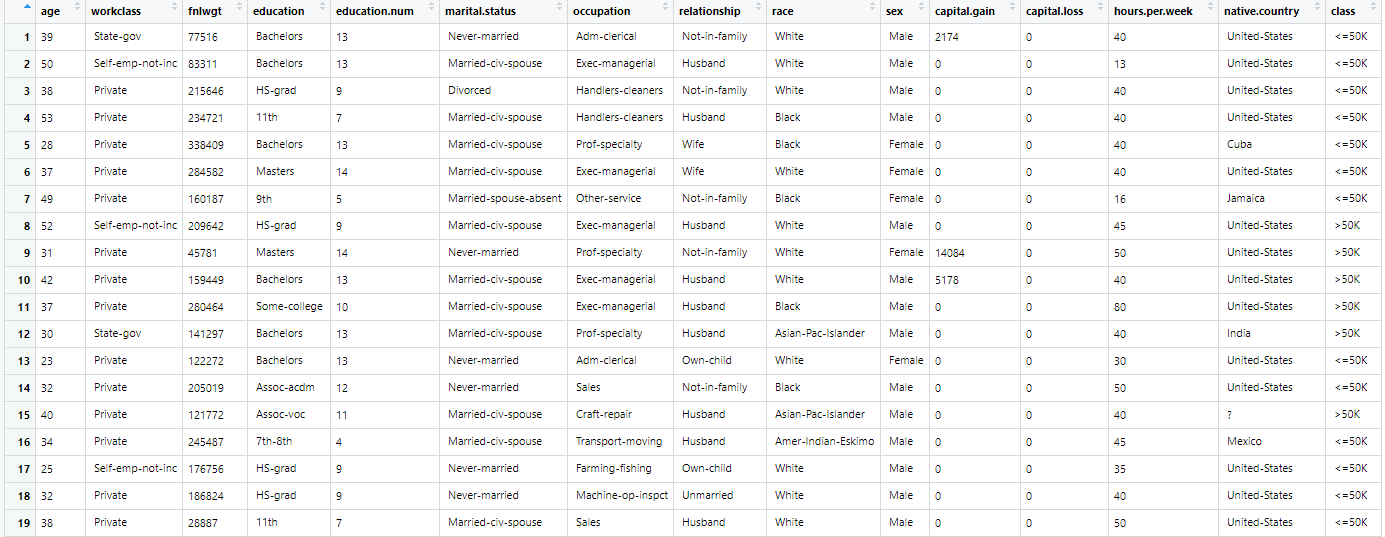 age workclass fnlwgt education education.num marital.status occupation relationship race sex capital.gain capital.loss hours.per.week native.country class
1 39 State-gov 77516 Bachelors 13 Never-married Adm-clerical Not-in-family White Male 2174 0 40 United-States <=50K
2 50 Self-emp-not-inc 83311 Bachelors 13 Married-civ-spouse Exec-managerial Husband White Male 0 0 13 United-States <=50K
3 38 Private 215646 HS-grad 9 Divorced Handlers-cleaners Not-in-family White Male 0 0 40 United-States <=50K
4 53 Private 234721 11th 7 Married-civ-spouse Handlers-cleaners Husband Black Male 0 0 40 United-States <=50K
5 28 Private 338409 Bachelors 13 Married-civ-spouse Prof-specialty Wife Black Female 0 0 40 Cuba <=50K
6 37 Private 284582 Masters 14 Married-civ-spouse Exec-managerial Wife White Female 0 0 40 United-States <=50K
7 49 Private 160187 9th 5 Married-spouse-absent Other-service Not-in-family Black Female 0 0 16 Jamaica <=50K
8 52 Self-emp-not-inc 209642 HS-grad 9 Married-civ-spouse Exec-managerial Husband White Male 0 0 45 United-States >50K
9 31 Private 45781 Masters 14 Never-married Prof-specialty Not-in-family White Female 14084 0 50 United-States >50K
10 42 Private 159449 Bachelors 13 Married-civ-spouse Exec-managerial Husband White Male 5178 0 40 United-States >50K
11 37 Private 280464 Some-college 10 Married-civ-spouse Exec-managerial Husband Black Male 0 0 80 United-States >50K
12 30 State-gov 141297 Bachelors 13 Married-civ-spouse Prof-specialty Husband Asian-Pac-Islander Male 0 0 40 India >50K
13 23 Private 122272 Bachelors 13 Never-married Adm-clerical Own-child White Female 0 0 30 United-States <=50K
14 32 Private 205019 Assoc-acdm 12 Never-married Sales Not-in-family Black Male 0 0 50 United-States <=50K
15 40 Private 121772 Assoc-voc 11 Married-civ-spouse Craft-repair Husband Asian-Pac-Islander Male 0 0 40 ? >50K
16 34 Private 245487 7th-8th 4 Married-civ-spouse Transport-moving Husband Amer-Indian-Eskimo Male 0 0 45 Mexico <=50K
17 25 Self-emp-not-inc 176756 HS-grad 9 Never-married Farming-fishing Own-child White Male 0 0 35 United-States <=50K
18 32 Private 186824 HS-grad 9 Never-married Machine-op-inspct Unmarried White Male 0 0 40 United-States <=50K
19 38 Private 28887 11th 7 Married-civ-spouse Sales Husband White Male 0 0 50 United-States <=50K